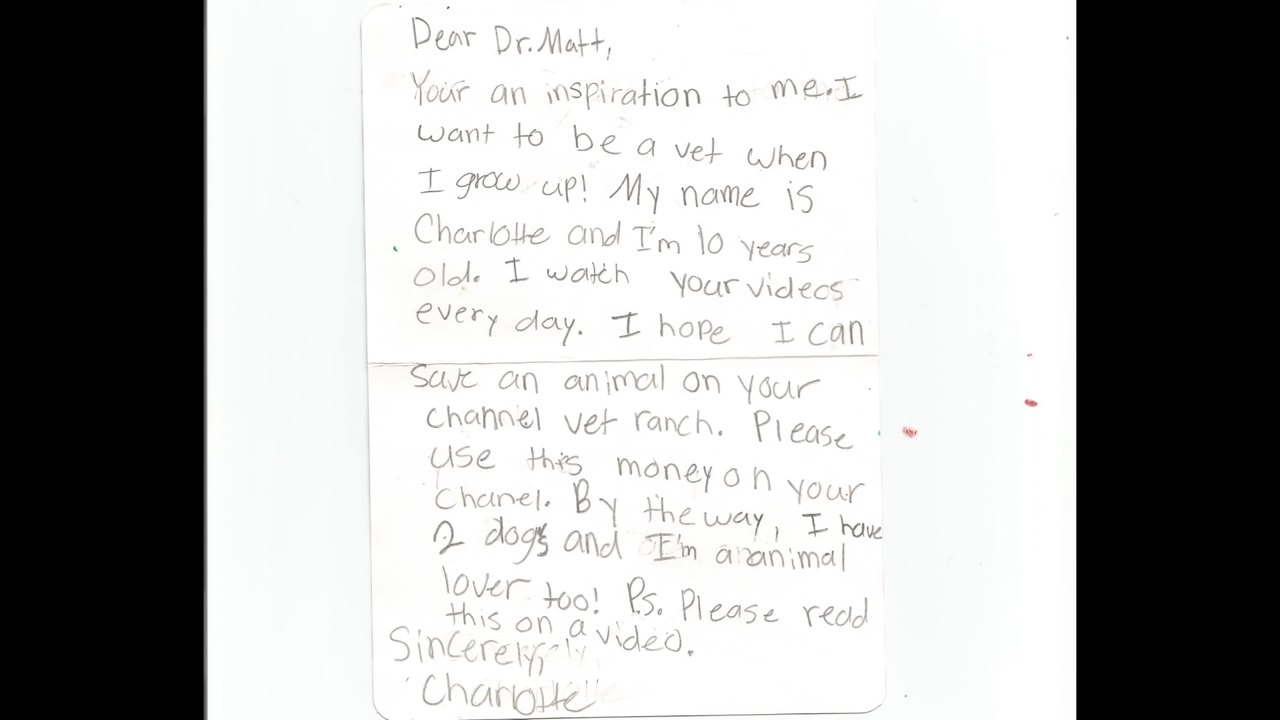 Dear Dr. Matt,
Your an inspiration to me. I
want to be a vet when
I grow up! My name is
Charlotte and I'm 10 years
old. I watch your videos
every day. I hope I can
Save an animal on your
channel vet ranch. Please
use this money on your
Chanel. By the way, I have
2 dogs and I'm an animal
lover too! P.s. Please read
this on a video.
Sincerely,
Charlotte